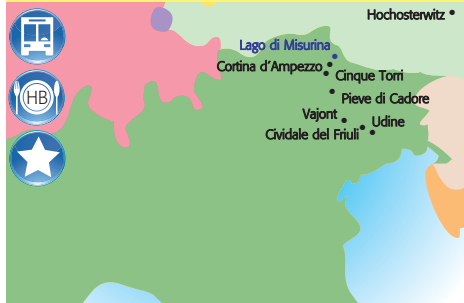 Hochosterwitz
Lago di Misurina
Cortina d'Ampezzo
Cinque Torri
Pieve di Cadore
HB
Vajont
Udine
Cividale del Friuli